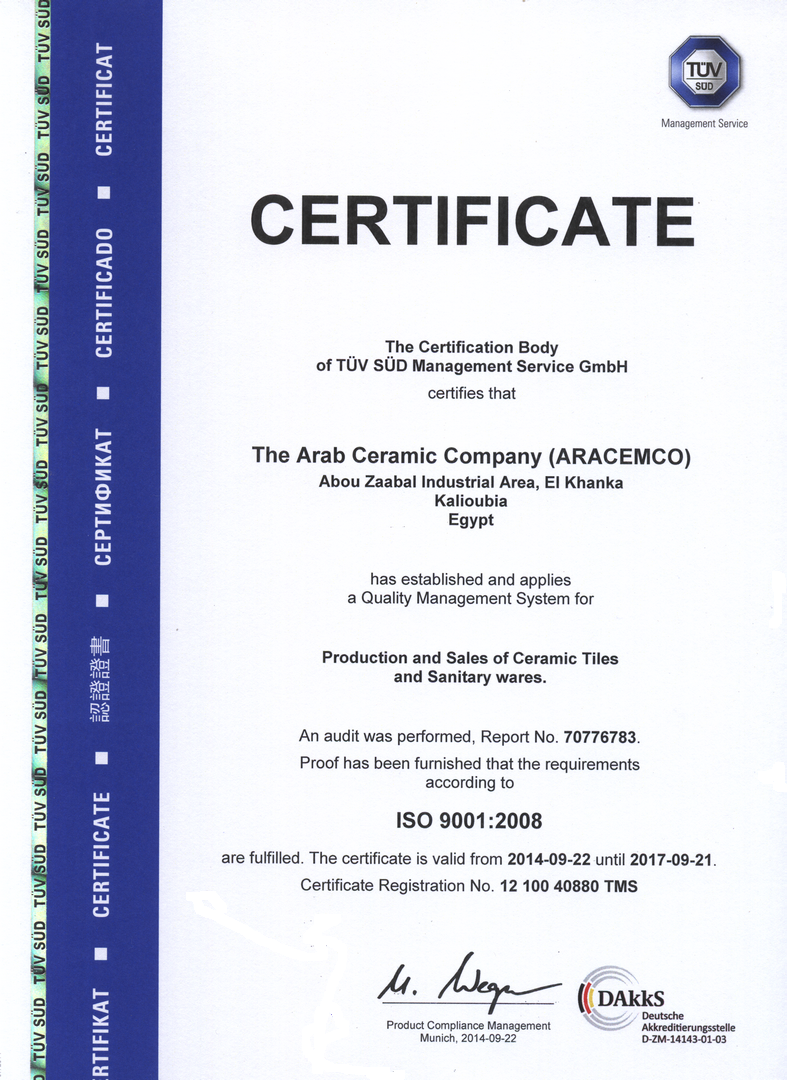 TÜV
SÜD
Management Service
CERTIFICATE
The Certification Body
of TÜV SÜD Management Service GmbH
certifies that
The Arab Ceramic Company (ARACEMCO)
Abou Zaabal Industrial Area, El Khanka
Kalioubia
Egypt
has established and applies
a Quality Management System for
Production and Sales of Ceramic Tiles
and Sanitary wares.
An audit was performed, Report No. 70776783.
Proof has been furnished that the requirements
according to
ISO 9001:2008
are fulfilled. The certificate is valid from 2014-09-22 until 2017-09-21.
Certificate Registration No. 12 100 40880 TMS
Product Compliance Management
Munich, 2014-09-22
DAkkS
Deutsche
Akkreditierungsstelle
D-ZM-14143-01-03
RTIFIKAT ■ CERTIFICATE ■ 認證證書 ■ СЕРТИФИКАТ ■ CERTIFICADO ■ CERTIFICAT
TÜV SÜD TÜV SÜD TÜV SÜD TÜV SÜD TÜV SÜD TÜV SÜD TÜV SÜD TÜV SÜD TÜV SÜD TÜV SÜD TÜV SÜD TÜV SÜD TÜV SÜD TÜV SÜD